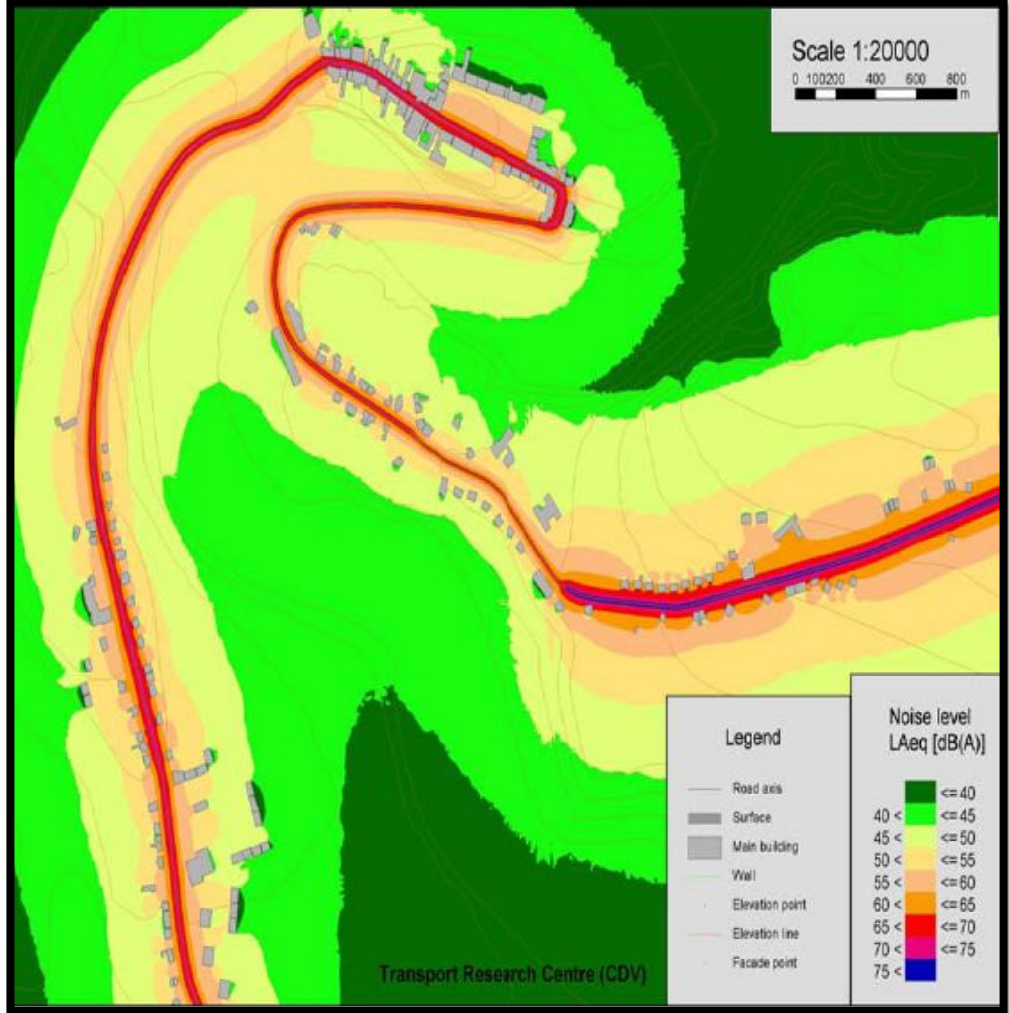 Scale 1:20000
0 100200 400 600 800
m
Legend
Road axis
Surface
Main building
Wall
Elevation point
Elevation line
Facade point
Noise level
LAeq [dB(A)]
<= 40
40 < <= 45
45 < <= 50
50 < <= 55
55 < <= 60
60 < <= 65
65 < <= 70
70 < <= 75
75 <
Transport Research Centre (CDV)